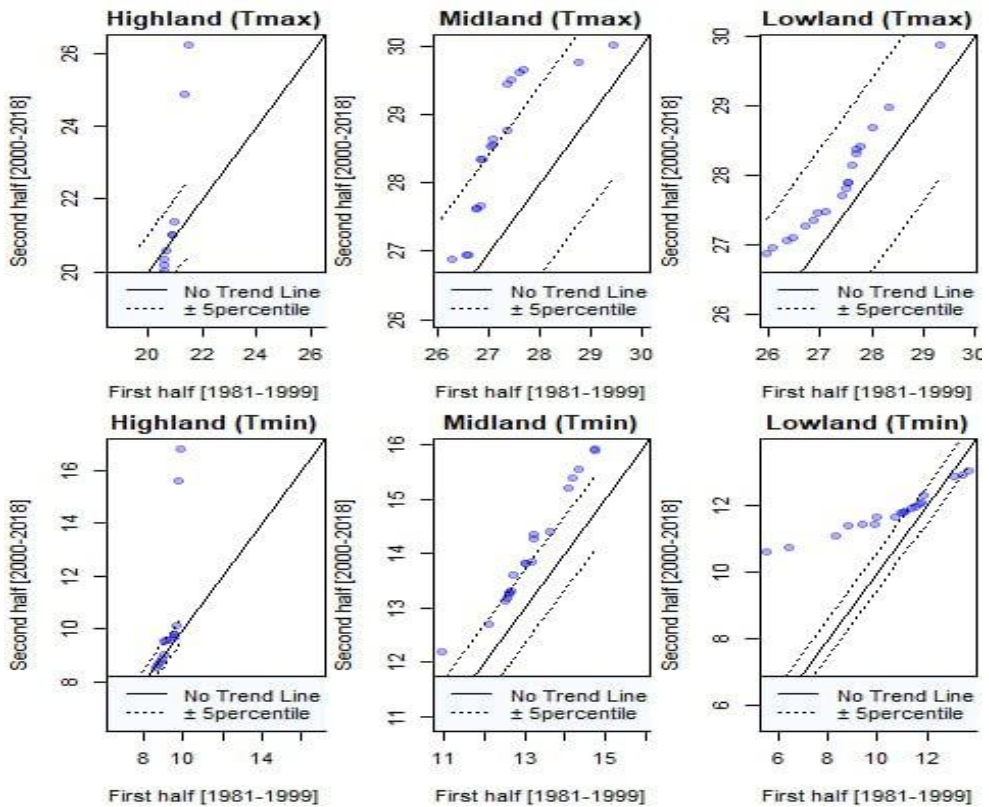 Highland (Tmax)
Second half [2000-2018]
26
24
22
20
No Trend Line
± 5percentile
20 22 24 26
First half [1981-1999]
Midland (Tmax)
Second half [2000-2018]
30
29
28
27
26
No Trend Line
± 5percentile
26 27 28 29 30
First half [1981-1999]
Lowland (Tmax)
Second half [2000-2018]
30
29
28
27
26
No Trend Line
± 5percentile
26 27 28 29 30
First half [1981-1999]
Highland (Tmin)
Second half [2000-2018]
16
14
12
10
8
No Trend Line
± 5percentile
8 10 14
First half [1981-1999]
Midland (Tmin)
Second half [2000-2018]
16
15
14
13
12
11
No Trend Line
± 5percentile
11 13 15
First half [1981-1999]
Lowland (Tmin)
Second half [2000-2018]
12
10
8
6
No Trend Line
± 5percentile
6 8 10 12
First half [1981-1999]